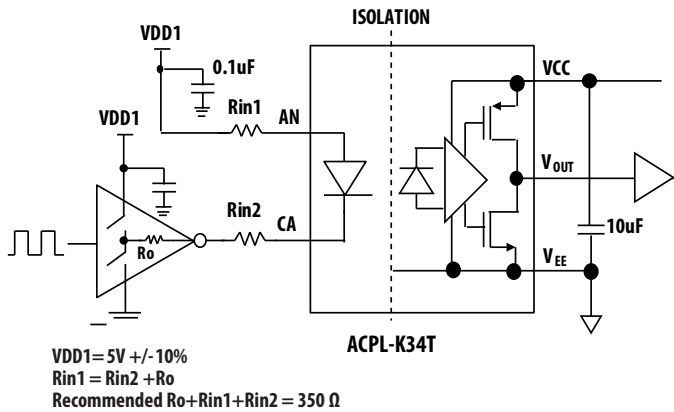 ISOLATION
VDD1
0.1uF
VCC
Rin1
AN
VDD1
VOUT
Rin2
CA
10uF
Ro
VEE
ACPL-K34T
VDD1= 5V +/-10%
Rin1 = Rin2 +Ro
Recommended Ro+Rin1+Rin2 = 350 Ω